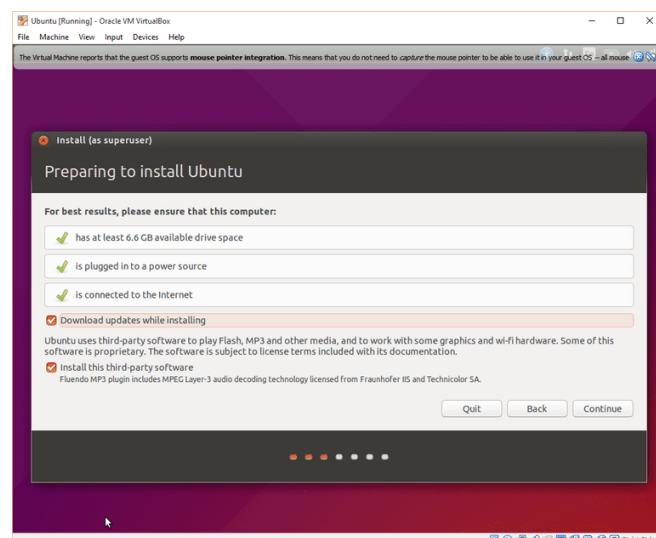 Ubuntu [Running] - Oracle VM VirtualBox
File Machine View Input Devices Help
The Virtual Machine reports that the guest OS supports mouse pointer integration. This means that you do not need to capture the mouse pointer to be able to use it in your guest OS -- all mouse
Install (as superuser)
Preparing to install Ubuntu
For best results, please ensure that this computer:
has at least 6.6 GB available drive space
is plugged in to a power source
is connected to the Internet
Download updates while installing
Ubuntu uses third-party software to play Flash, MP3 and other media, and to work with some graphics and wi-fi hardware. Some of this
software is proprietary. The software is subject to license terms included with its documentation.
Install this third-party software
Fluendo MP3 plugin includes MPEG Layer-3 audio decoding technology licensed from Fraunhofer IIS and Technicolor SA.
Quit Back Continue